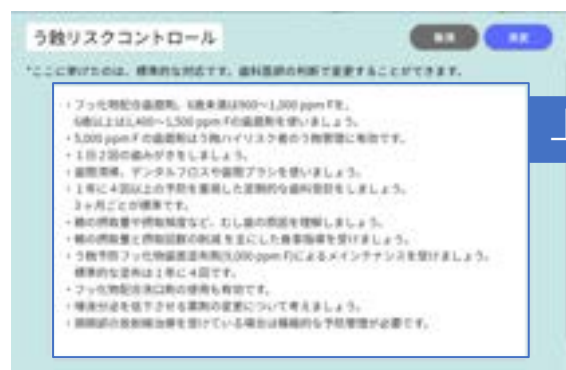 う蝕リスクコントロール
*ここに挙げたのは、標準的な対応です。歯科医師の判断で変更することができます。
・フッ化物配合歯磨剤、6歳未満は900〜1,000 ppm Fを、
6歳以上は1,400〜1,500 ppm Fの歯磨剤を使いましょう。
・5,000 ppm F の歯磨剤はう蝕ハイリスク者のう蝕管理に有効です。
・1日2回の歯みがきをしましょう。
・歯間清掃、デンタルフロスや歯間ブラシを使いましょう。
・1年に4回以上の予防を重視した定期的な歯科受診をしましょう。
3ヶ月ごとが標準です。
・糖の摂取量や摂取頻度など、むし歯の原因を理解しましょう。
・糖の摂取量と摂取回数の削減を主にした食事指導を受けましょう。
・う蝕予防フッ化物歯面塗布剤(9,000 ppm F)によるメインテナンスを受けましょう。
標準的な塗布は1年に4回です。
・フッ化物配合洗口剤の使用も有効です。
・唾液分泌を低下させる薬剤の変更について考えましょう。
・頭頸部の放射線治療を受けている場合は積極的な予防管理が必要です。